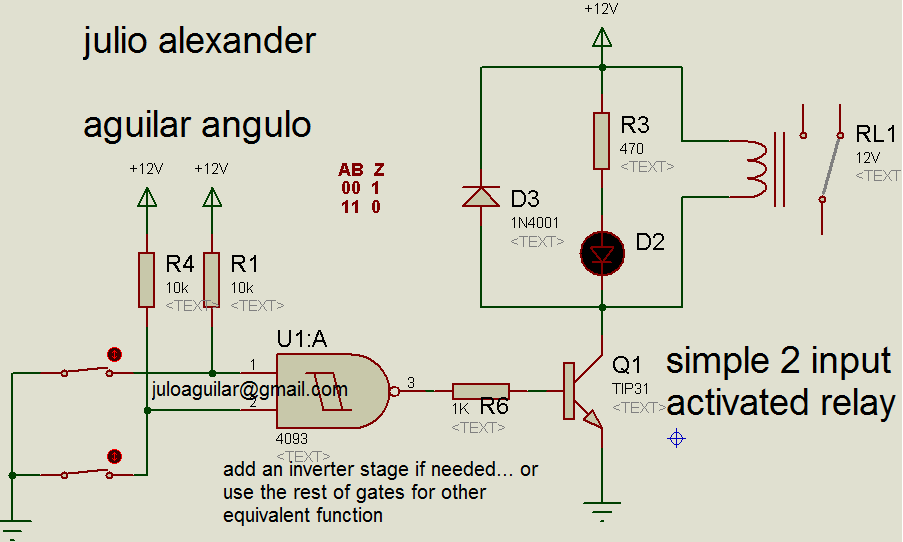 +12V
julio alexander
aguilar angulo
+12V
+12V
AB Z
00 1
11 0
R3
470
<TEXT>
RL1
12V
<TEXT
D3
1N4001
<TEXT>
D2
R4
10k
<TEXT>
R1
10k
<TEXT>
U1:A
1
juloaguilar@gmail.com
2
3
4093
<TEXT>
1K
R6
<TEXT>
Q1
TIP31
<TEXT>
simple 2 input
activated relay
add an inverter stage if needed... or
use the rest of gates for other
equivalent function